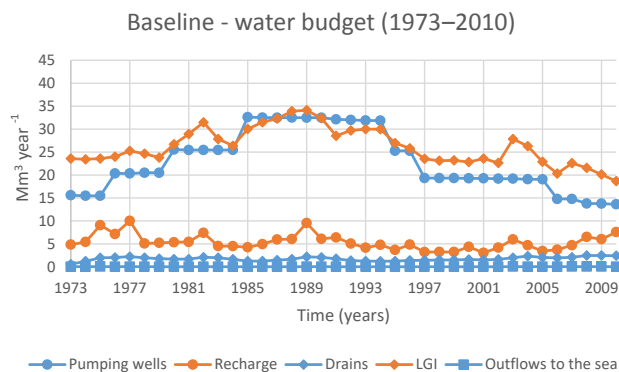 Baseline - water budget (1973–2010)
45
40
35
30
25
20
15
10
5
0
Mm³ year ⁻¹
1973 1977 1981 1985 1989 1993 1997 2001 2005 2009
Time (years)
Pumping wells Recharge Drains LGI Outflows to the sea